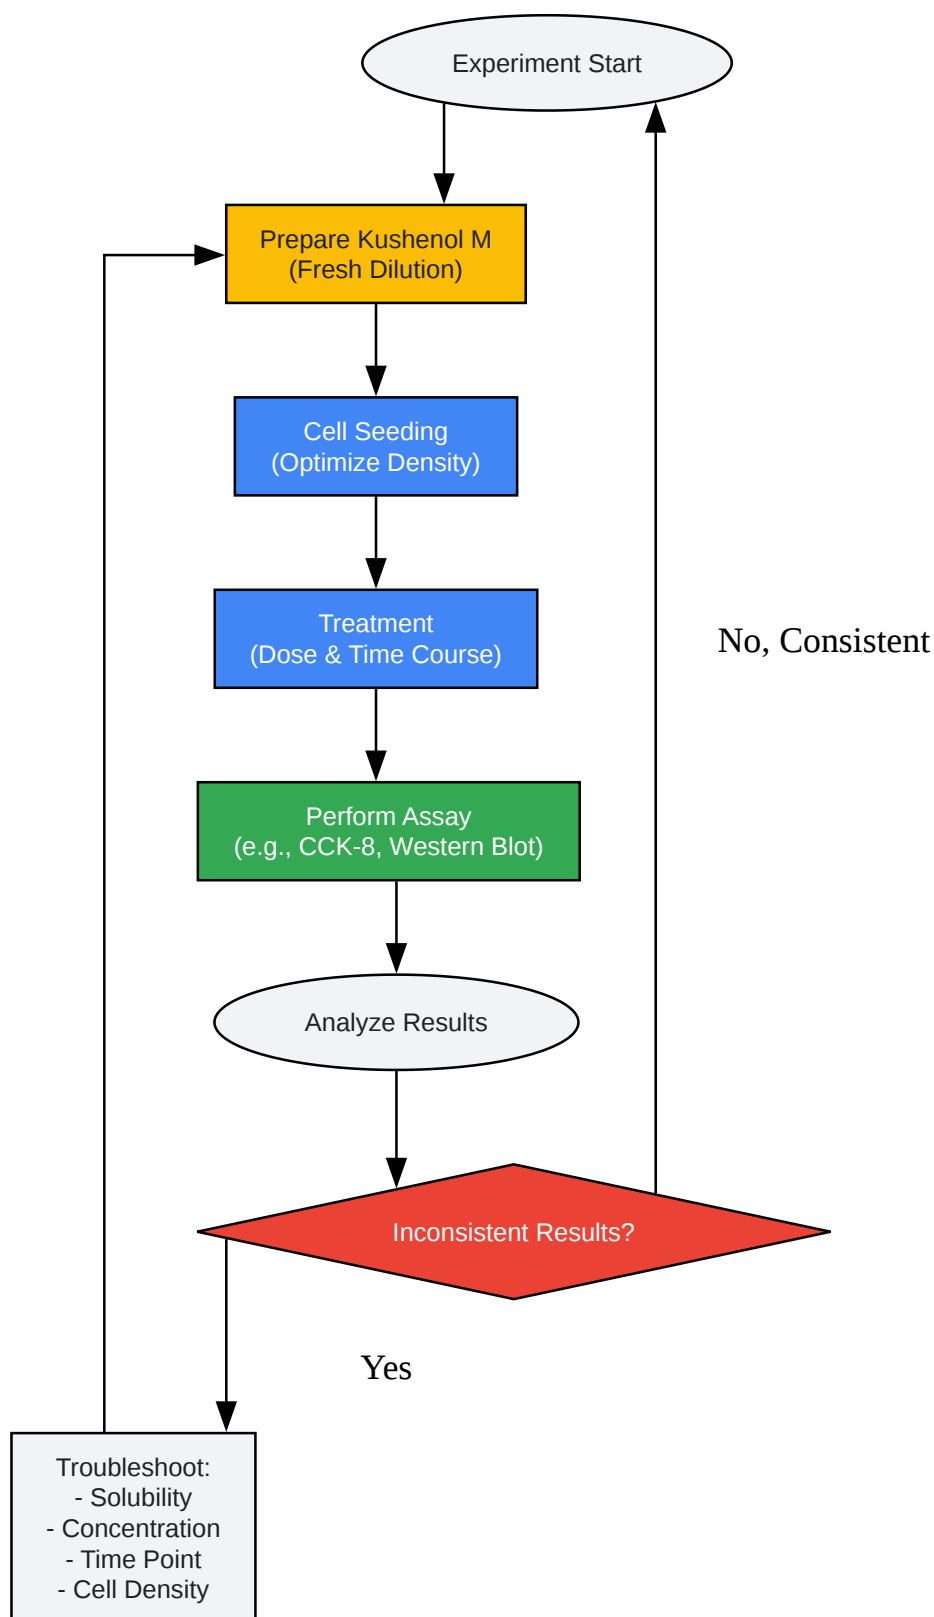 Experiment Start
Prepare Kushenol M
(Fresh Dilution)
Cell Seeding
(Optimize Density)
Treatment
(Dose & Time Course)
No, Consistent
Perform Assay
(e.g., CCK-8, Western Blot)
Analyze Results
Inconsistent Results?
Yes
Troubleshoot:
- Solubility
- Concentration
- Time Point
- Cell Density